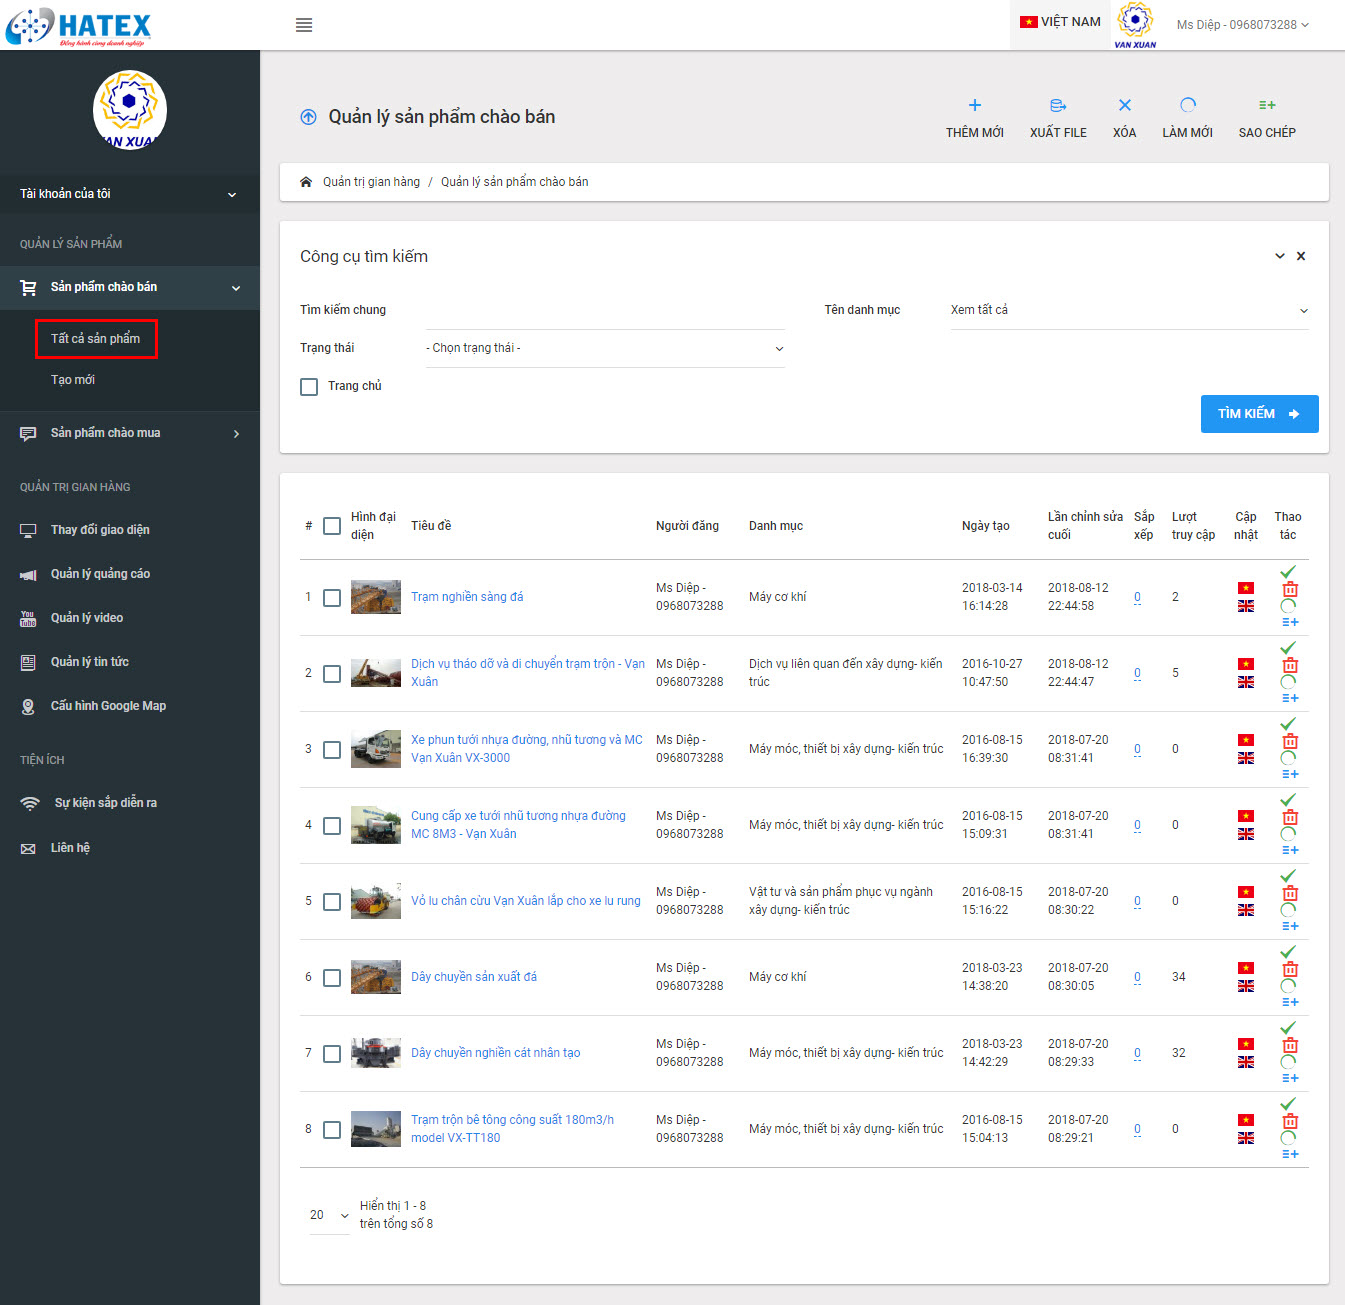 HATEX
Đồng hành cùng doanh nghiệp
VIỆT NAM
VAN XUAN
Ms Diệp - 0968073288
VAN XUAN
Tài khoản của tôi
QUẢN LÝ SẢN PHẨM
Sản phẩm chào bán
Tất cả sản phẩm
Tạo mới
Sản phẩm chào mua
QUẢN TRỊ GIAN HÀNG
Thay đổi giao diện
Quản lý quảng cáo
You Tube
Quản lý video
Quản lý tin tức
Cấu hình Google Map
TIỆN ÍCH
Sự kiện sắp diễn ra
Liên hệ
Quản lý sản phẩm chào bán
THÊM MỚI
XUẤT FILE
XÓA
LÀM MỚI
SAO CHÉP
Quản trị gian hàng / Quản lý sản phẩm chào bán
Công cụ tìm kiếm
Tìm kiếm chung
Tên danh mục
Xem tất cả
Trạng thái
- Chọn trạng thái -
Trang chủ
TÌM KIẾM
# Hình đại diện Tiêu đề Người đăng Danh mục Ngày tạo Lần chỉnh sửa cuối Sắp xếp Lượt truy cập Cập nhật Thao tác
1 Trạm nghiền sàng đá Ms Diệp - 0968073288 Máy cơ khí 2018-03-14 16:14:28 2018-08-12 22:44:58 0 2
2 Dịch vụ tháo dỡ và di chuyển trạm trộn - Vạn Xuân Ms Diệp - 0968073288 Dịch vụ liên quan đến xây dựng- kiến trúc 2016-10-27 10:47:50 2018-08-12 22:44:47 0 5
3 Xe phun tưới nhựa đường, nhũ tương và MC Vạn Xuân VX-3000 Ms Diệp - 0968073288 Máy móc, thiết bị xây dựng- kiến trúc 2016-08-15 16:39:30 2018-07-20 08:31:41 0 0
4 Cung cấp xe tưới nhũ tương nhựa đường MC 8M3 - Vạn Xuân Ms Diệp - 0968073288 Máy móc, thiết bị xây dựng- kiến trúc 2016-08-15 15:09:31 2018-07-20 08:31:41 0 0
5 Vỏ lu chân cừu Vạn Xuân lắp cho xe lu rung Ms Diệp - 0968073288 Vật tư và sản phẩm phục vụ ngành xây dựng- kiến trúc 2016-08-15 15:16:22 2018-07-20 08:30:22 0 0
6 Dây chuyền sản xuất đá Ms Diệp - 0968073288 Máy cơ khí 2018-03-23 14:38:20 2018-07-20 08:30:05 0 34
7 Dây chuyền nghiền cát nhân tạo Ms Diệp - 0968073288 Máy móc, thiết bị xây dựng- kiến trúc 2018-03-23 14:42:29 2018-07-20 08:29:33 0 32
8 Trạm trộn bê tông công suất 180m3/h model VX-TT180 Ms Diệp - 0968073288 Máy móc, thiết bị xây dựng- kiến trúc 2016-08-15 15:04:13 2018-07-20 08:29:21 0 0
20
Hiển thị 1 - 8
trên tổng số 8